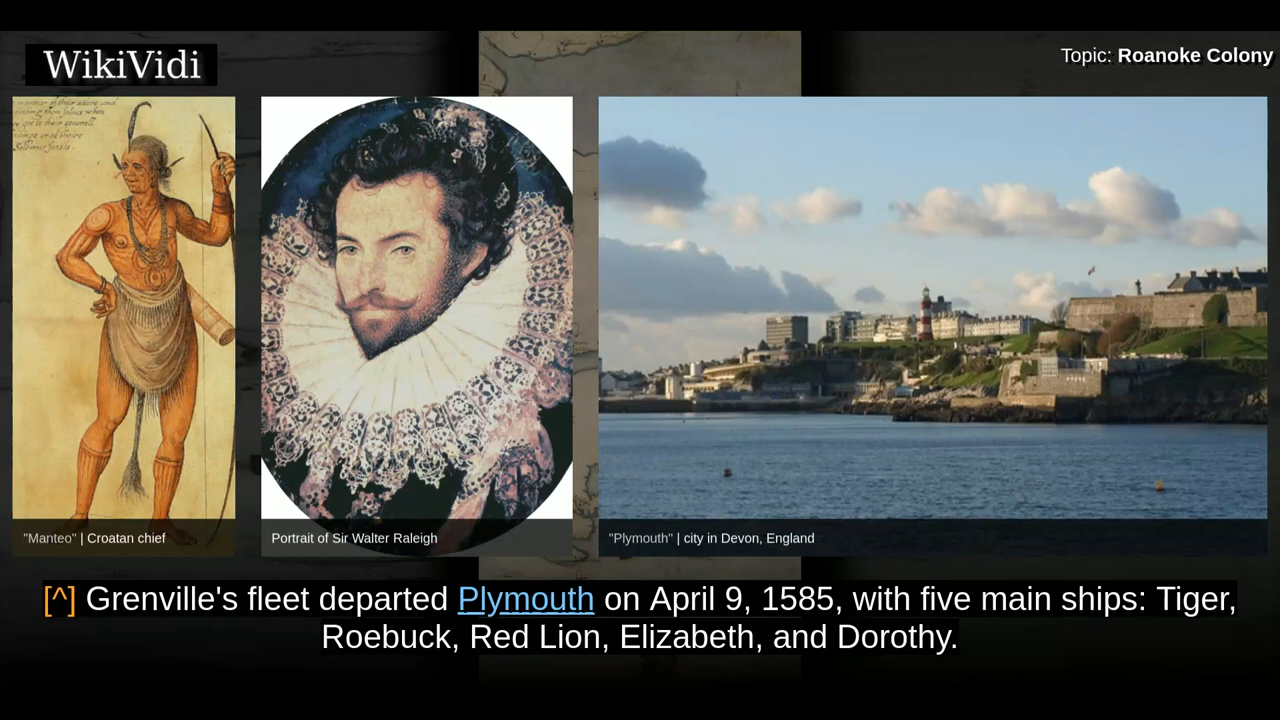 WikiVidi
Topic: Roanoke Colony
"Manteo" | Croatan chief
Portrait of Sir Walter Raleigh
"Plymouth" | city in Devon, England
[^] Grenville's fleet departed Plymouth on April 9, 1585, with five main ships: Tiger,
Roebuck, Red Lion, Elizabeth, and Dorothy.